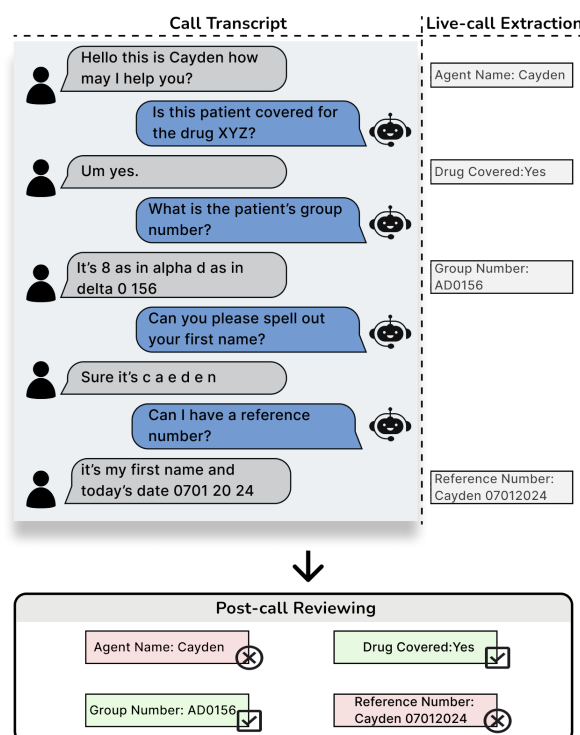 Call Transcript
Live-call Extraction
Hello this is Cayden how
may I help you?
Agent Name: Cayden
Is this patient covered for
the drug XYZ?
Um yes.
Drug Covered:Yes
What is the patient's group
number?
It's 8 as in alpha d as in
delta 0 156
Group Number:
AD0156
Can you please spell out
your first name?
Sure it's c a e d e n
Can I have a reference
number?
it's my first name and
today's date 0701 20 24
Reference Number:
Cayden 07012024
Post-call Reviewing
Agent Name: Cayden
Drug Covered:Yes
Group Number: AD0156
Reference Number:
Cayden 07012024